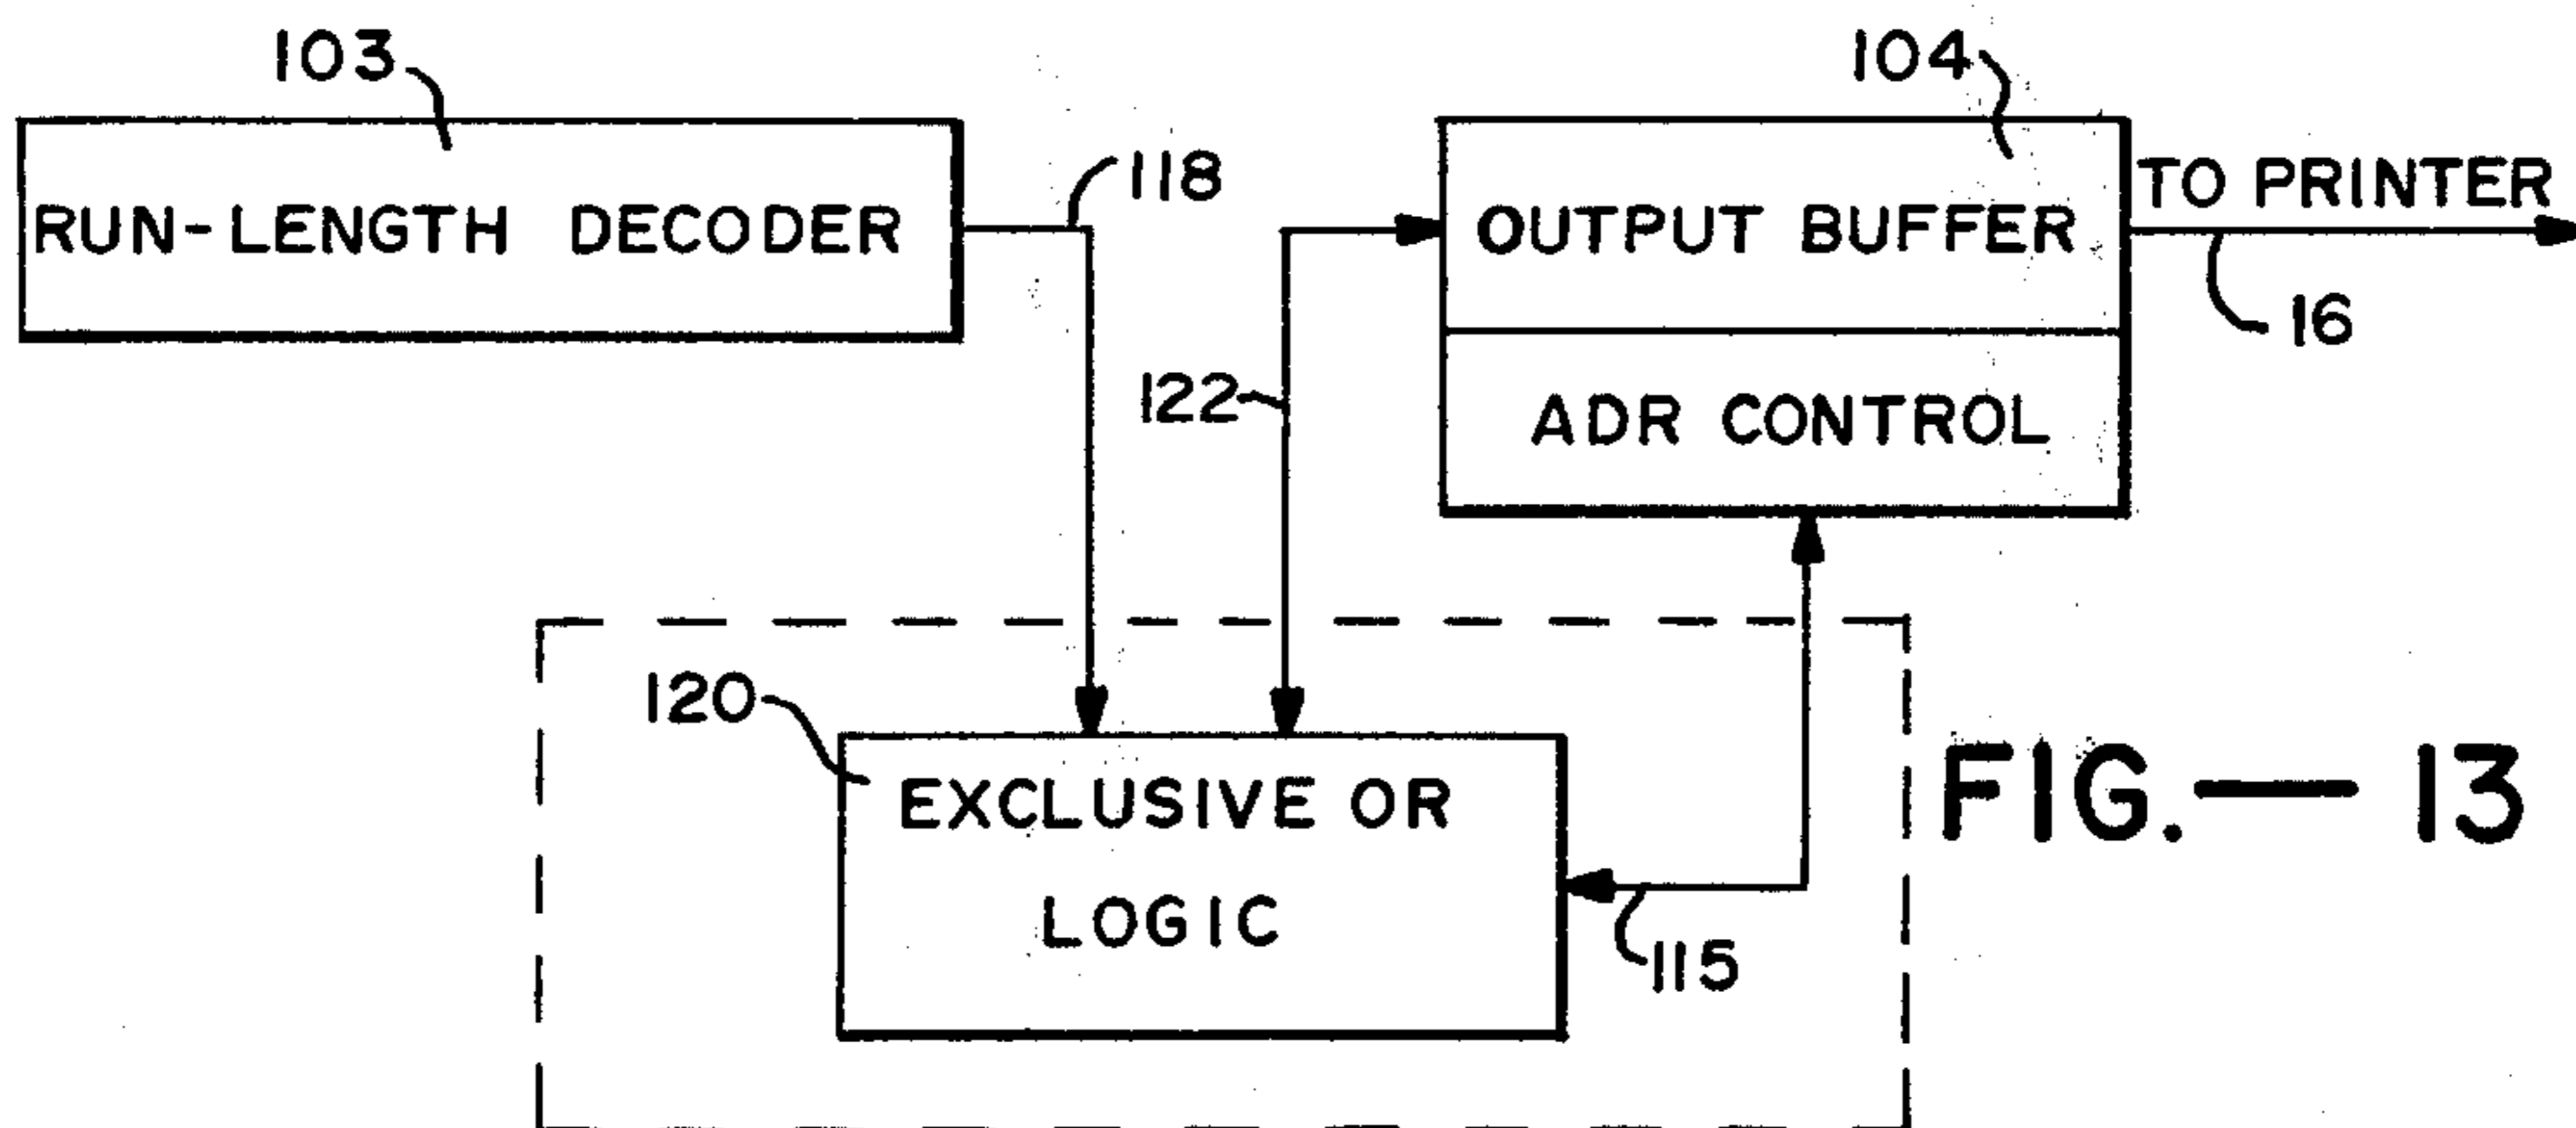 103
104
118
TO PRINTER
RUN-LENGTH DECODER
OUTPUT BUFFER
16
122
ADR CONTROL
120
EXCLUSIVE OR
LOGIC
FIG.—13
115